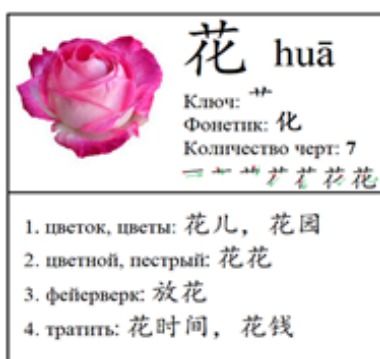 花 huā
Ключ: 艹
Фонетик: 化
Количество черт: 7
1. цветок, цветы: 花儿, 花园
2. цветной, пестрый: 花花
3. фейерверк: 放花
4. тратить: 花时间, 花钱